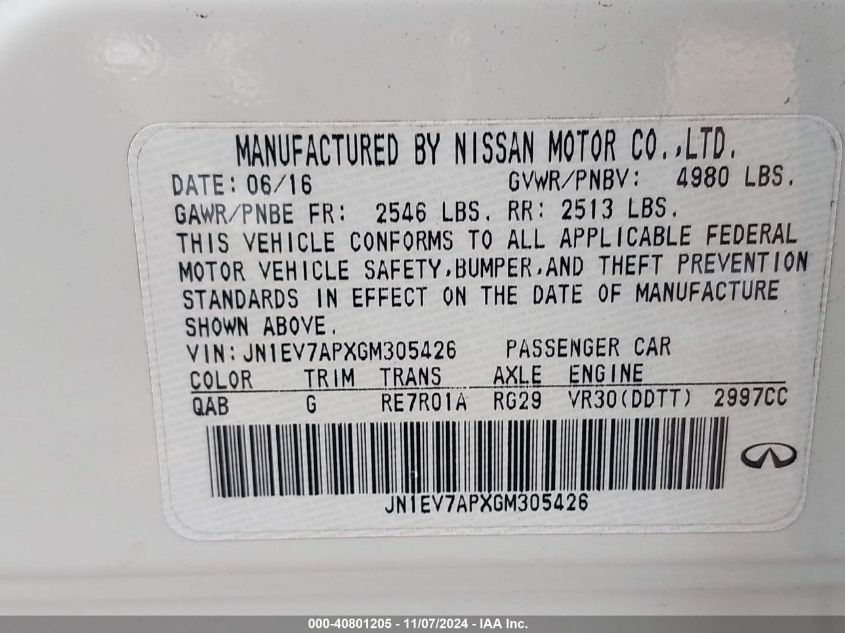 MANUFACTURED BY NISSAN MOTOR CO.,LTD.
DATE: 06/16 GVWR/PNBV: 4980 LBS.
GAWR/PNBE FR: 2546 LBS. RR: 2513 LBS.
THIS VEHICLE CONFORMS TO ALL APPLICABLE FEDERAL
MOTOR VEHICLE SAFETY,BUMPER,AND THEFT PREVENTION
STANDARDS IN EFFECT ON THE DATE OF MANUFACTURE
SHOWN ABOVE.
VIN: JN1EV7APXGM305426 PASSENGER CAR
COLOR TRIM TRANS AXLE ENGINE
QAB G RE7R01A RG29 VR30(DDTT) 2997CC
JN1EV7APXGM305426
000-40801205 - 11/07/2024 - IAA Inc.